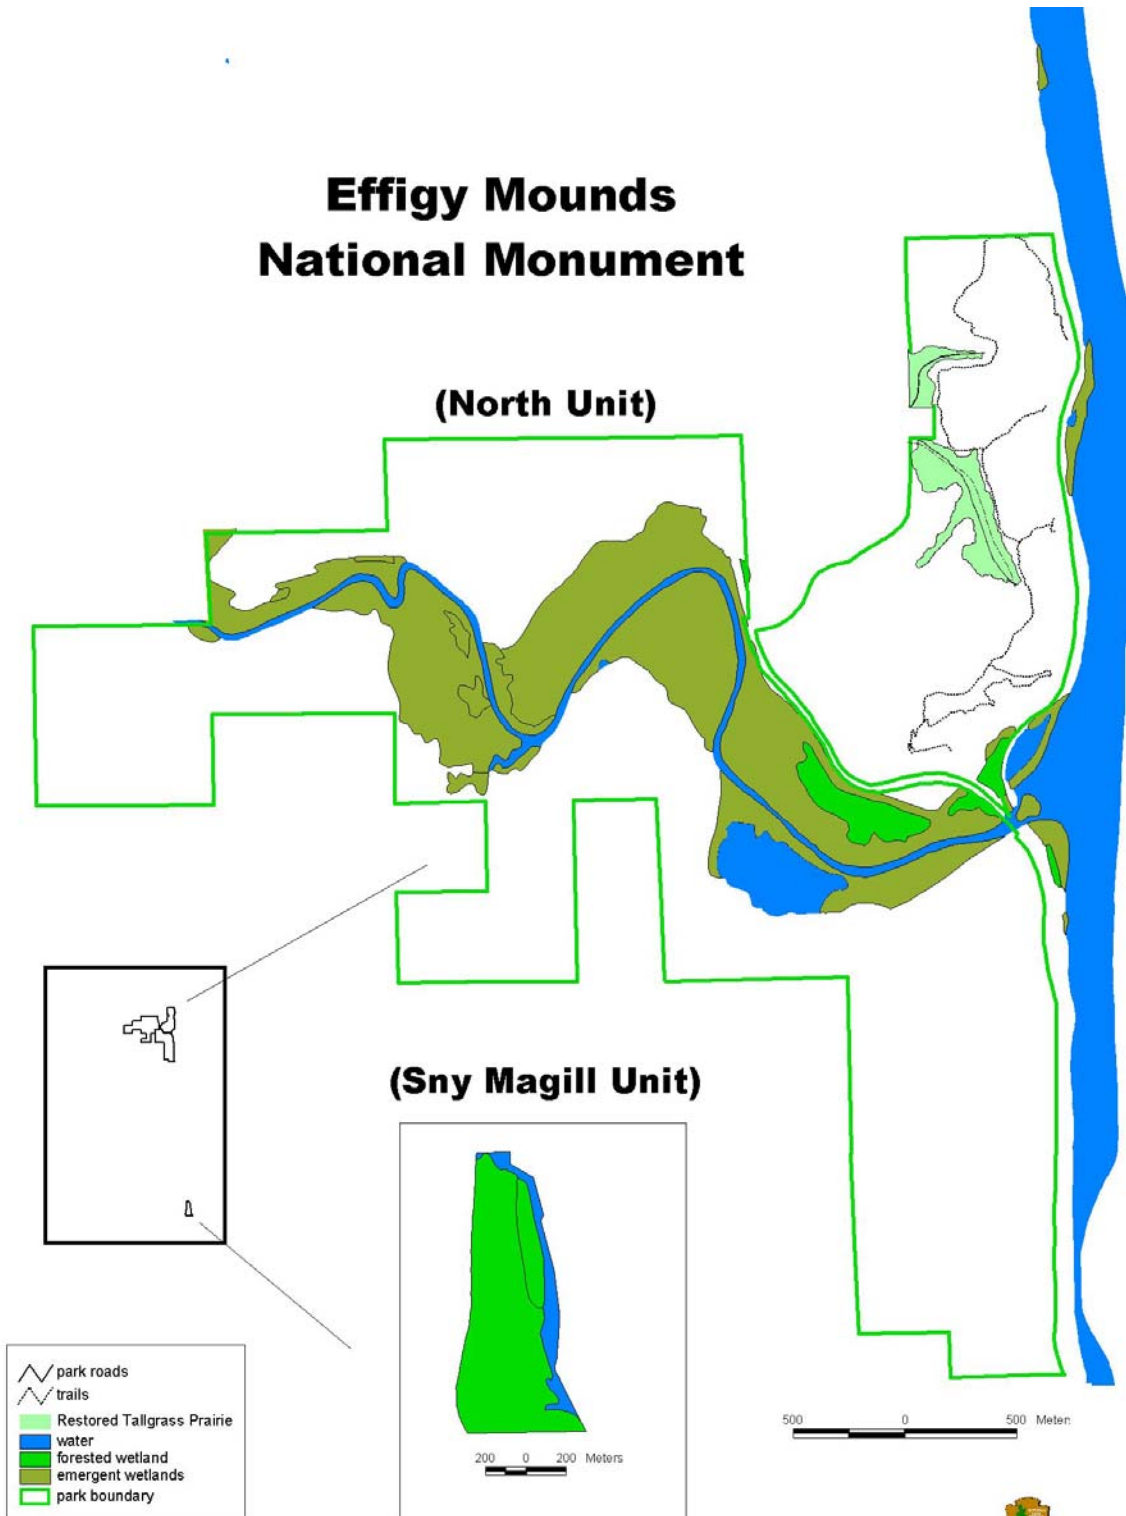 Effigy Mounds
National Monument
(North Unit)
(Sny Magill Unit)
park roads
trails
Restored Tallgrass Prairie
water
forested wetland
emergent wetlands
park boundary
200 0 200 Meters
500 0 500 Meter: